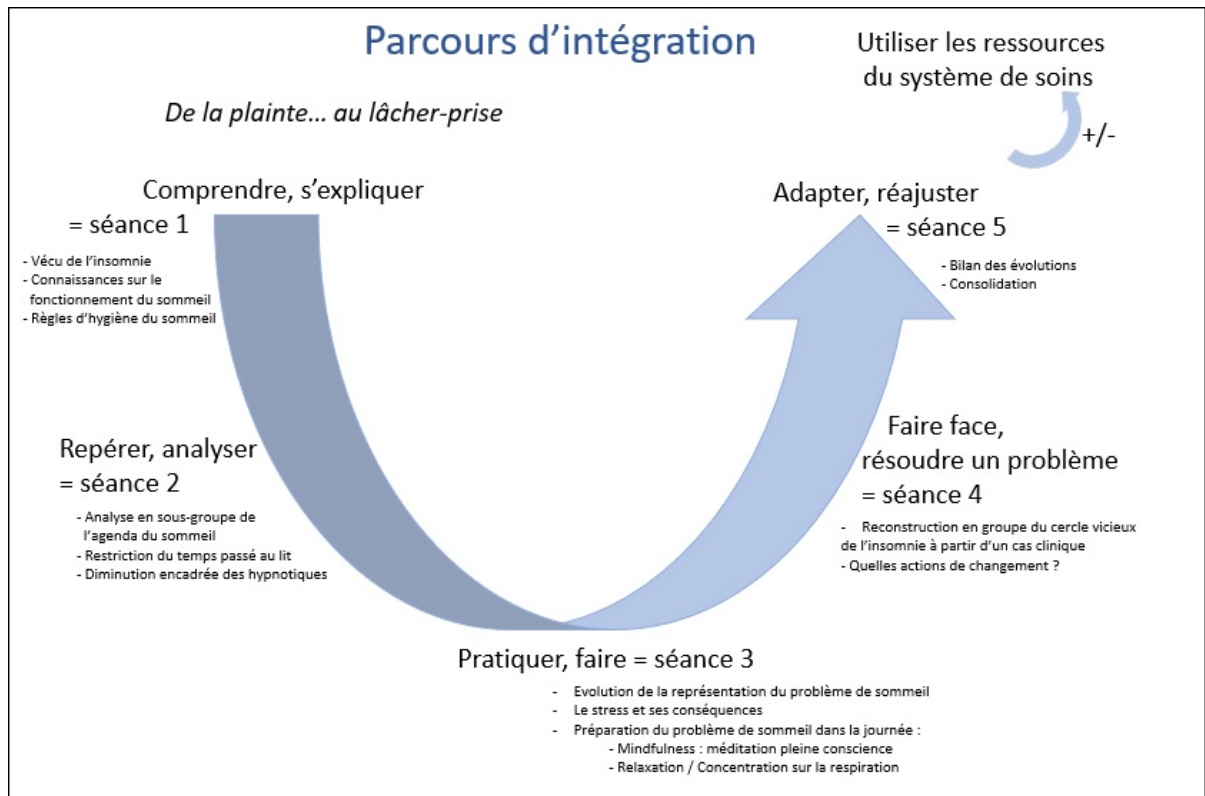 Parcours d'intégration
Utiliser les ressources
du système de soins
+/-
De la plainte... au lâcher-prise
Comprendre, s'expliquer
= séance 1
- Vécu de l'insomnie
- Connaissances sur le
fonctionnement du sommeil
- Règles d'hygiène du sommeil
Repérer, analyser
= séance 2
- Analyse en sous-groupe de
l'agenda du sommeil
- Restriction du temps passé au lit
- Diminution encadrée des hypnotiques
Pratiquer, faire = séance 3
- Evolution de la représentation du problème de sommeil
- Le stress et ses conséquences
- Préparation du problème de sommeil dans la journée :
- Mindfulness : méditation pleine conscience
- Relaxation / Concentration sur la respiration
Faire face,
résoudre un problème
= séance 4
- Reconstruction en groupe du cercle vicieux
de l'insomnie à partir d'un cas clinique
- Quelles actions de changement ?
Adapter, réajuster
= séance 5
- Bilan des évolutions
- Consolidation